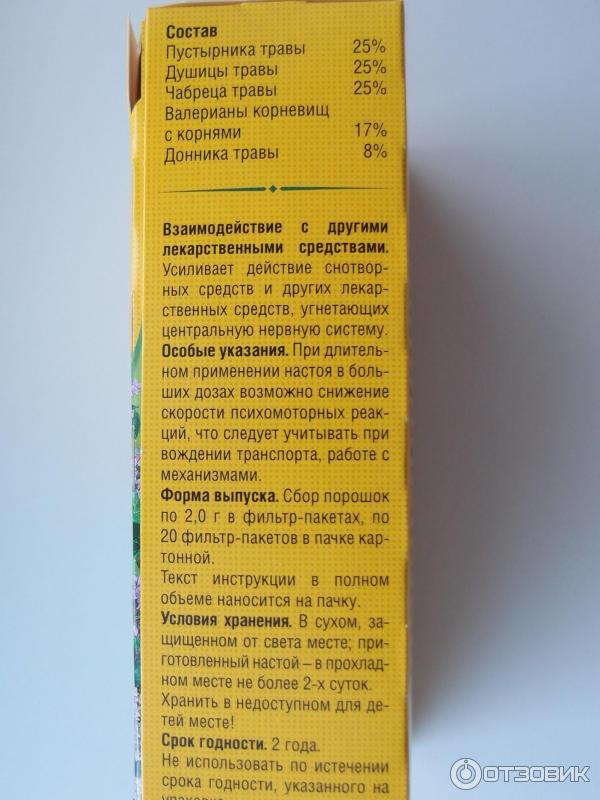 Состав
Пустырника травы 25%
Душицы травы 25%
Чабреца травы 25%
Валерианы корневищ
с корнями 17%
Донника травы 8%
Взаимодействие с другими
лекарственными средствами.
Усиливает действие снотвор-
ных средств и других лекар-
ственных средств, угнетающих
центральную нервную систему.
Особые указания. При длитель-
ном применении настоя в боль-
ших дозах возможно снижение
скорости психомоторных реак-
ций, что следует учитывать при
вождении транспорта, работе с
механизмами.
Форма выпуска. Сбор порошок
по 2,0 г в фильтр-пакетах, по
20 фильтр-пакетов в пачке кар-
тонной.
Текст инструкции в полном
объеме наносится на пачку.
Условия хранения. В сухом, за-
щищенном от света месте; при-
готовленный настой – в прохлад-
ном месте не более 2-х суток.
Хранить в недоступном для де-
тей месте!
Срок годности. 2 года.
Не использовать по истечении
срока годности, указанного на
ОТЗОВИК